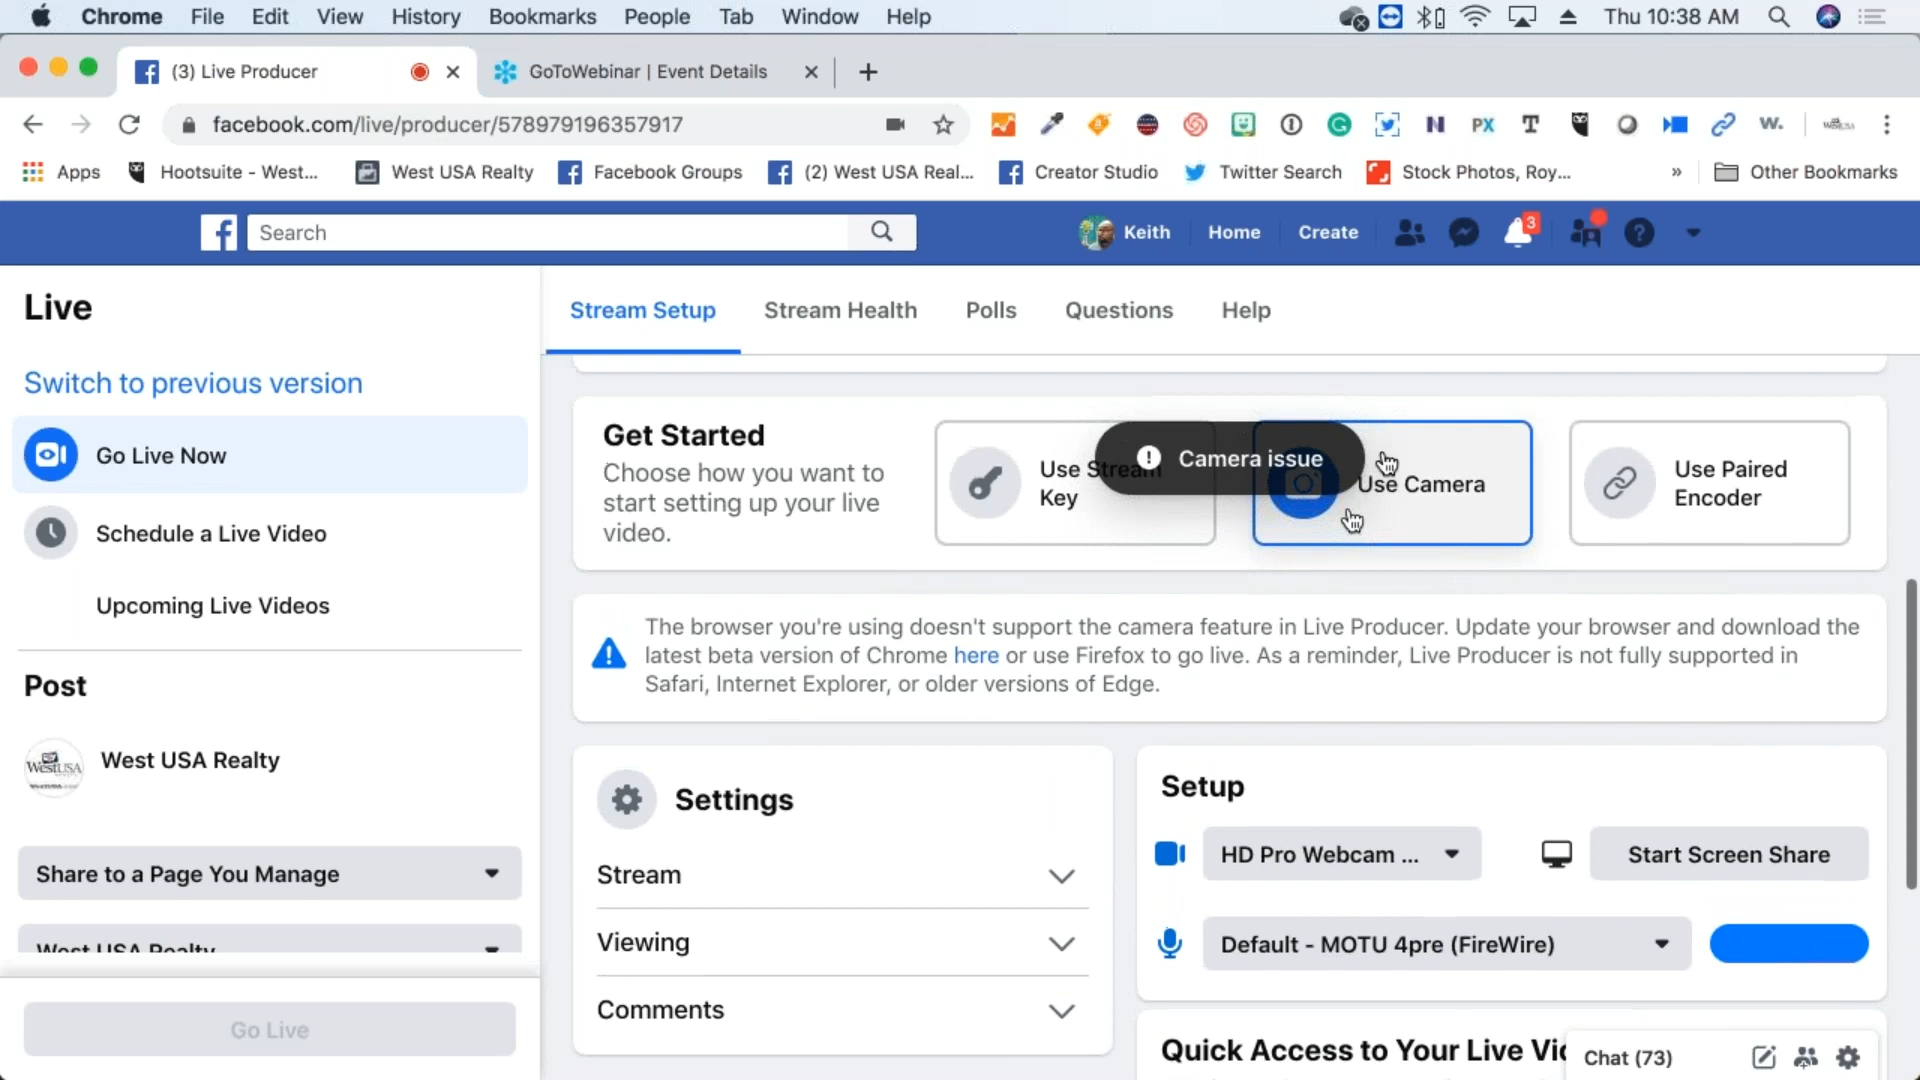 Chrome File Edit View History Bookmarks People Tab Window Help Thu 10:38 AM
(3) Live Producer GoToWebinar | Event Details
facebook.com/live/producer/578979196357917
Apps Hootsuite - West... West USA Realty Facebook Groups (2) West USA Real... Creator Studio Twitter Search Stock Photos, Roy... » Other Bookmarks
Search Keith Home Create 3
Live
Switch to previous version
Go Live Now
Schedule a Live Video
Upcoming Live Videos
Post
West USA Realty
Share to a Page You Manage
West USA Realty
Go Live
Stream Setup Stream Health Polls Questions Help
Get Started
Choose how you want to
start setting up your live
video.
Use Stream
Key
Camera issue
Use Camera
Use Paired
Encoder
The browser you're using doesn't support the camera feature in Live Producer. Update your browser and download the
latest beta version of Chrome here or use Firefox to go live. As a reminder, Live Producer is not fully supported in
Safari, Internet Explorer, or older versions of Edge.
Settings
Stream
Viewing
Comments
Setup
HD Pro Webcam ... Start Screen Share
Default - MOTU 4pre (FireWire)
Quick Access to Your Live Vi
Chat (73)